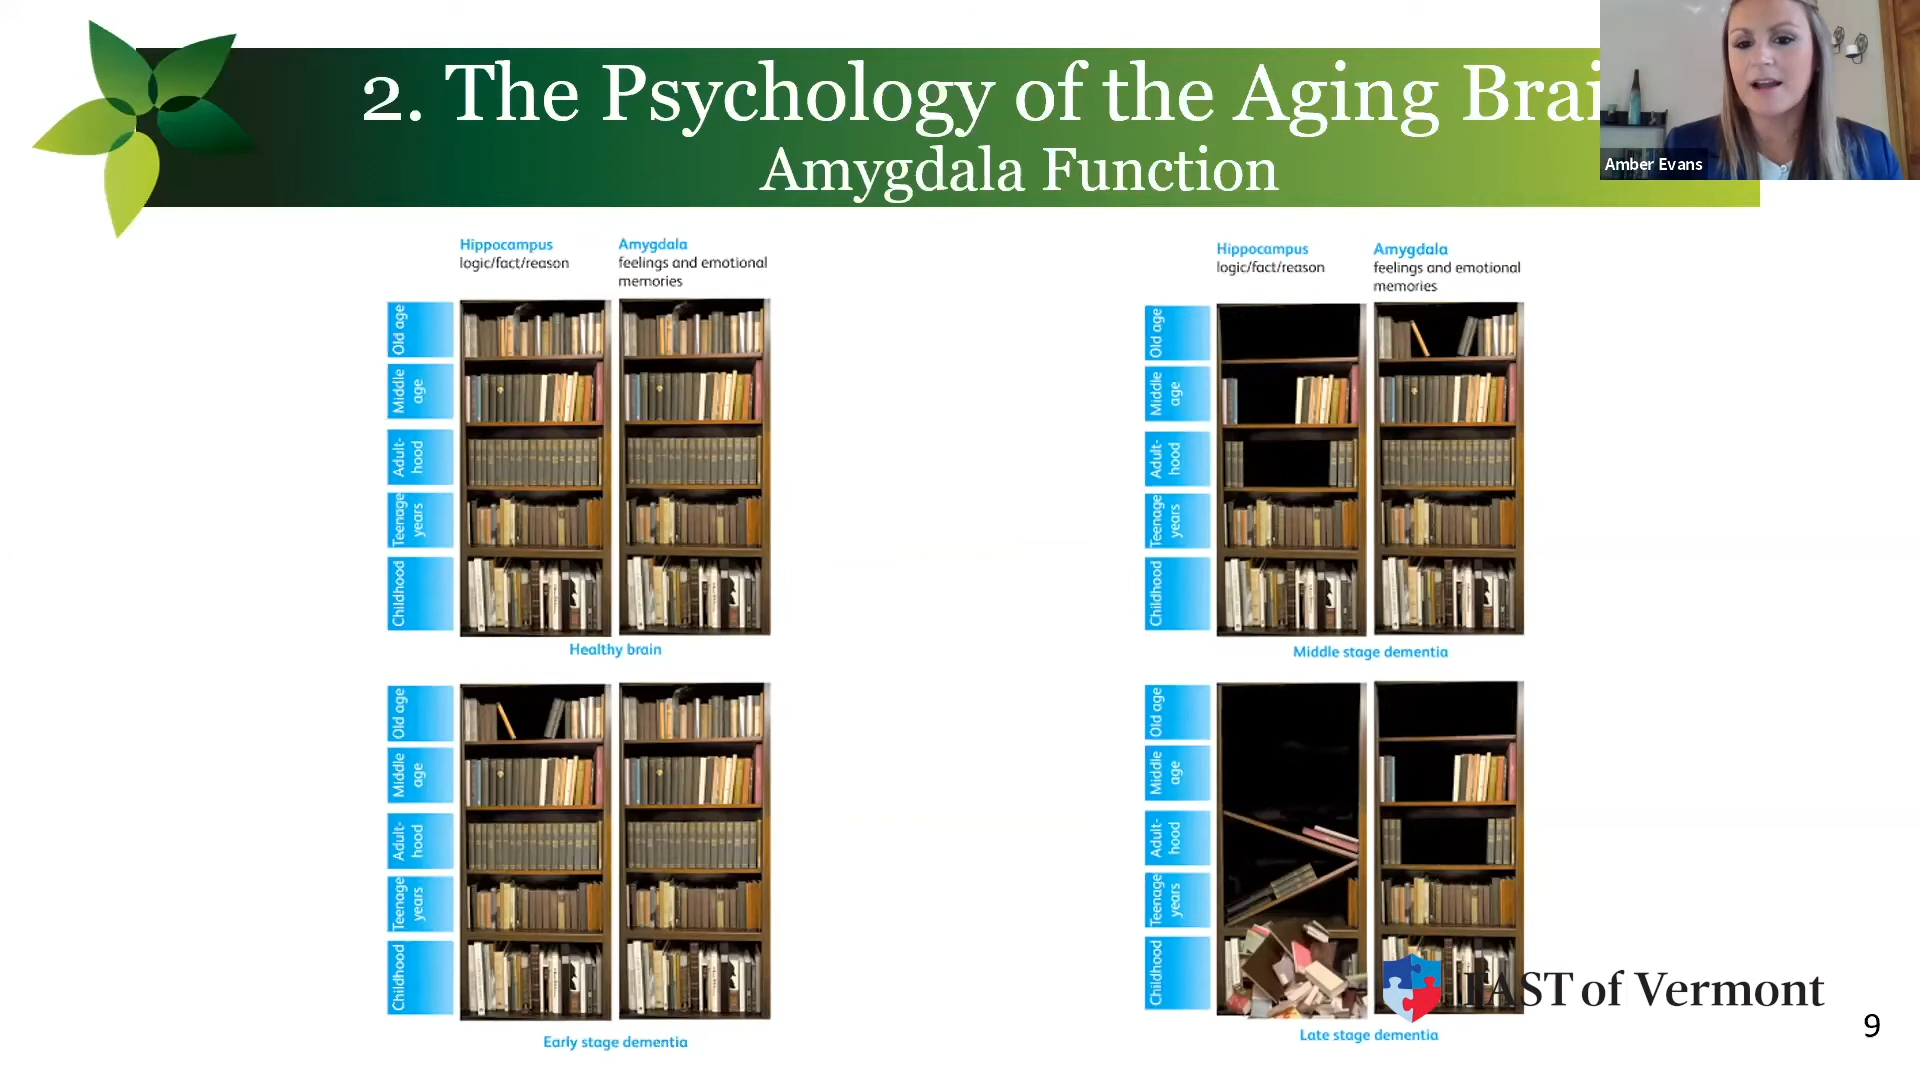 2. The Psychology of the Aging Brai
Amygdala Function
Amber Evans
Hippocampus
logic/fact/reason
Amygdala
feelings and emotional
memories
Old age
Middle
age
Adult-
hood
Teenage
years
Childhood
Healthy brain
Hippocampus
logic/fact/reason
Amygdala
feelings and emotional
memories
Old age
Middle
age
Adult-
hood
Teenage
years
Childhood
Middle stage dementia
Old age
Middle
age
Adult-
hood
Teenage
years
Childhood
Early stage dementia
Old age
Middle
age
Adult-
hood
Teenage
years
Childhood
Late stage dementia
FAST of Vermont
9